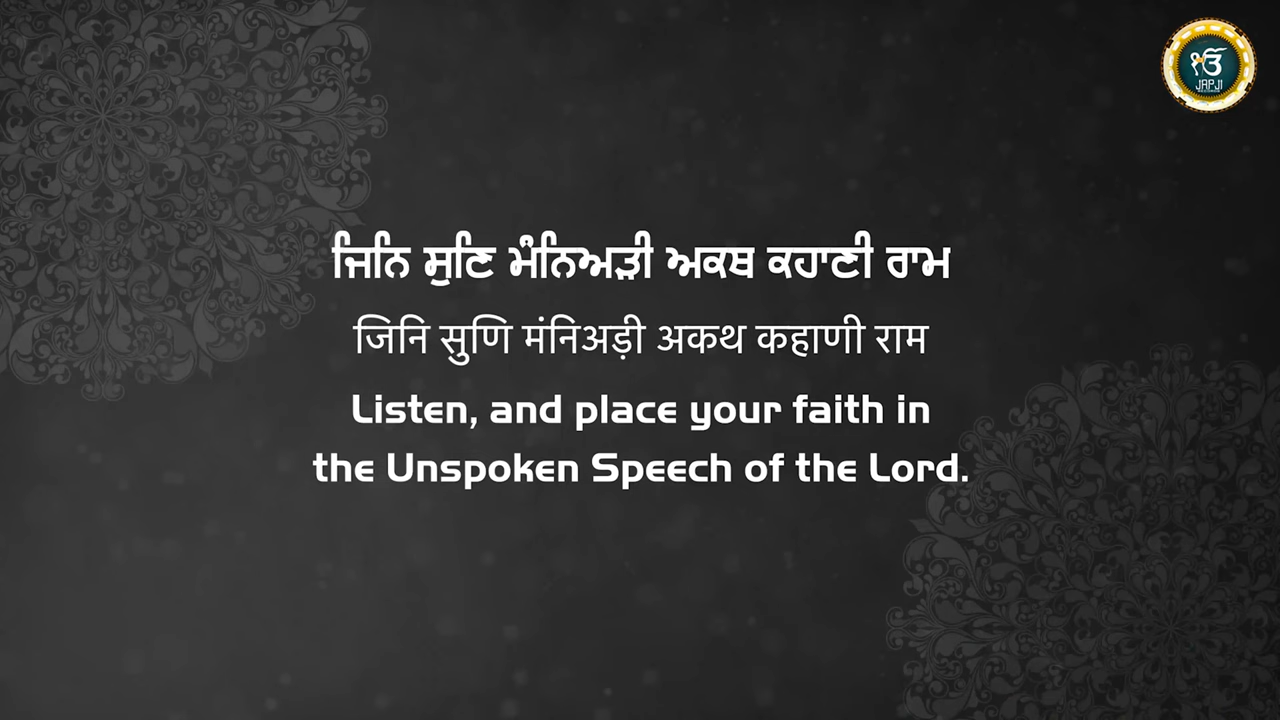 ੴ
JAPJI
ਜਿਨਿ ਸੁਣਿ ਮੰਨਿਅੜੀ ਅਕਥ ਕਹਾਣੀ ਰਾਮ
जिनि सुणि मंनिअड़ी अकथ कहाणी राम
Listen, and place your faith in
the Unspoken Speech of the Lord.